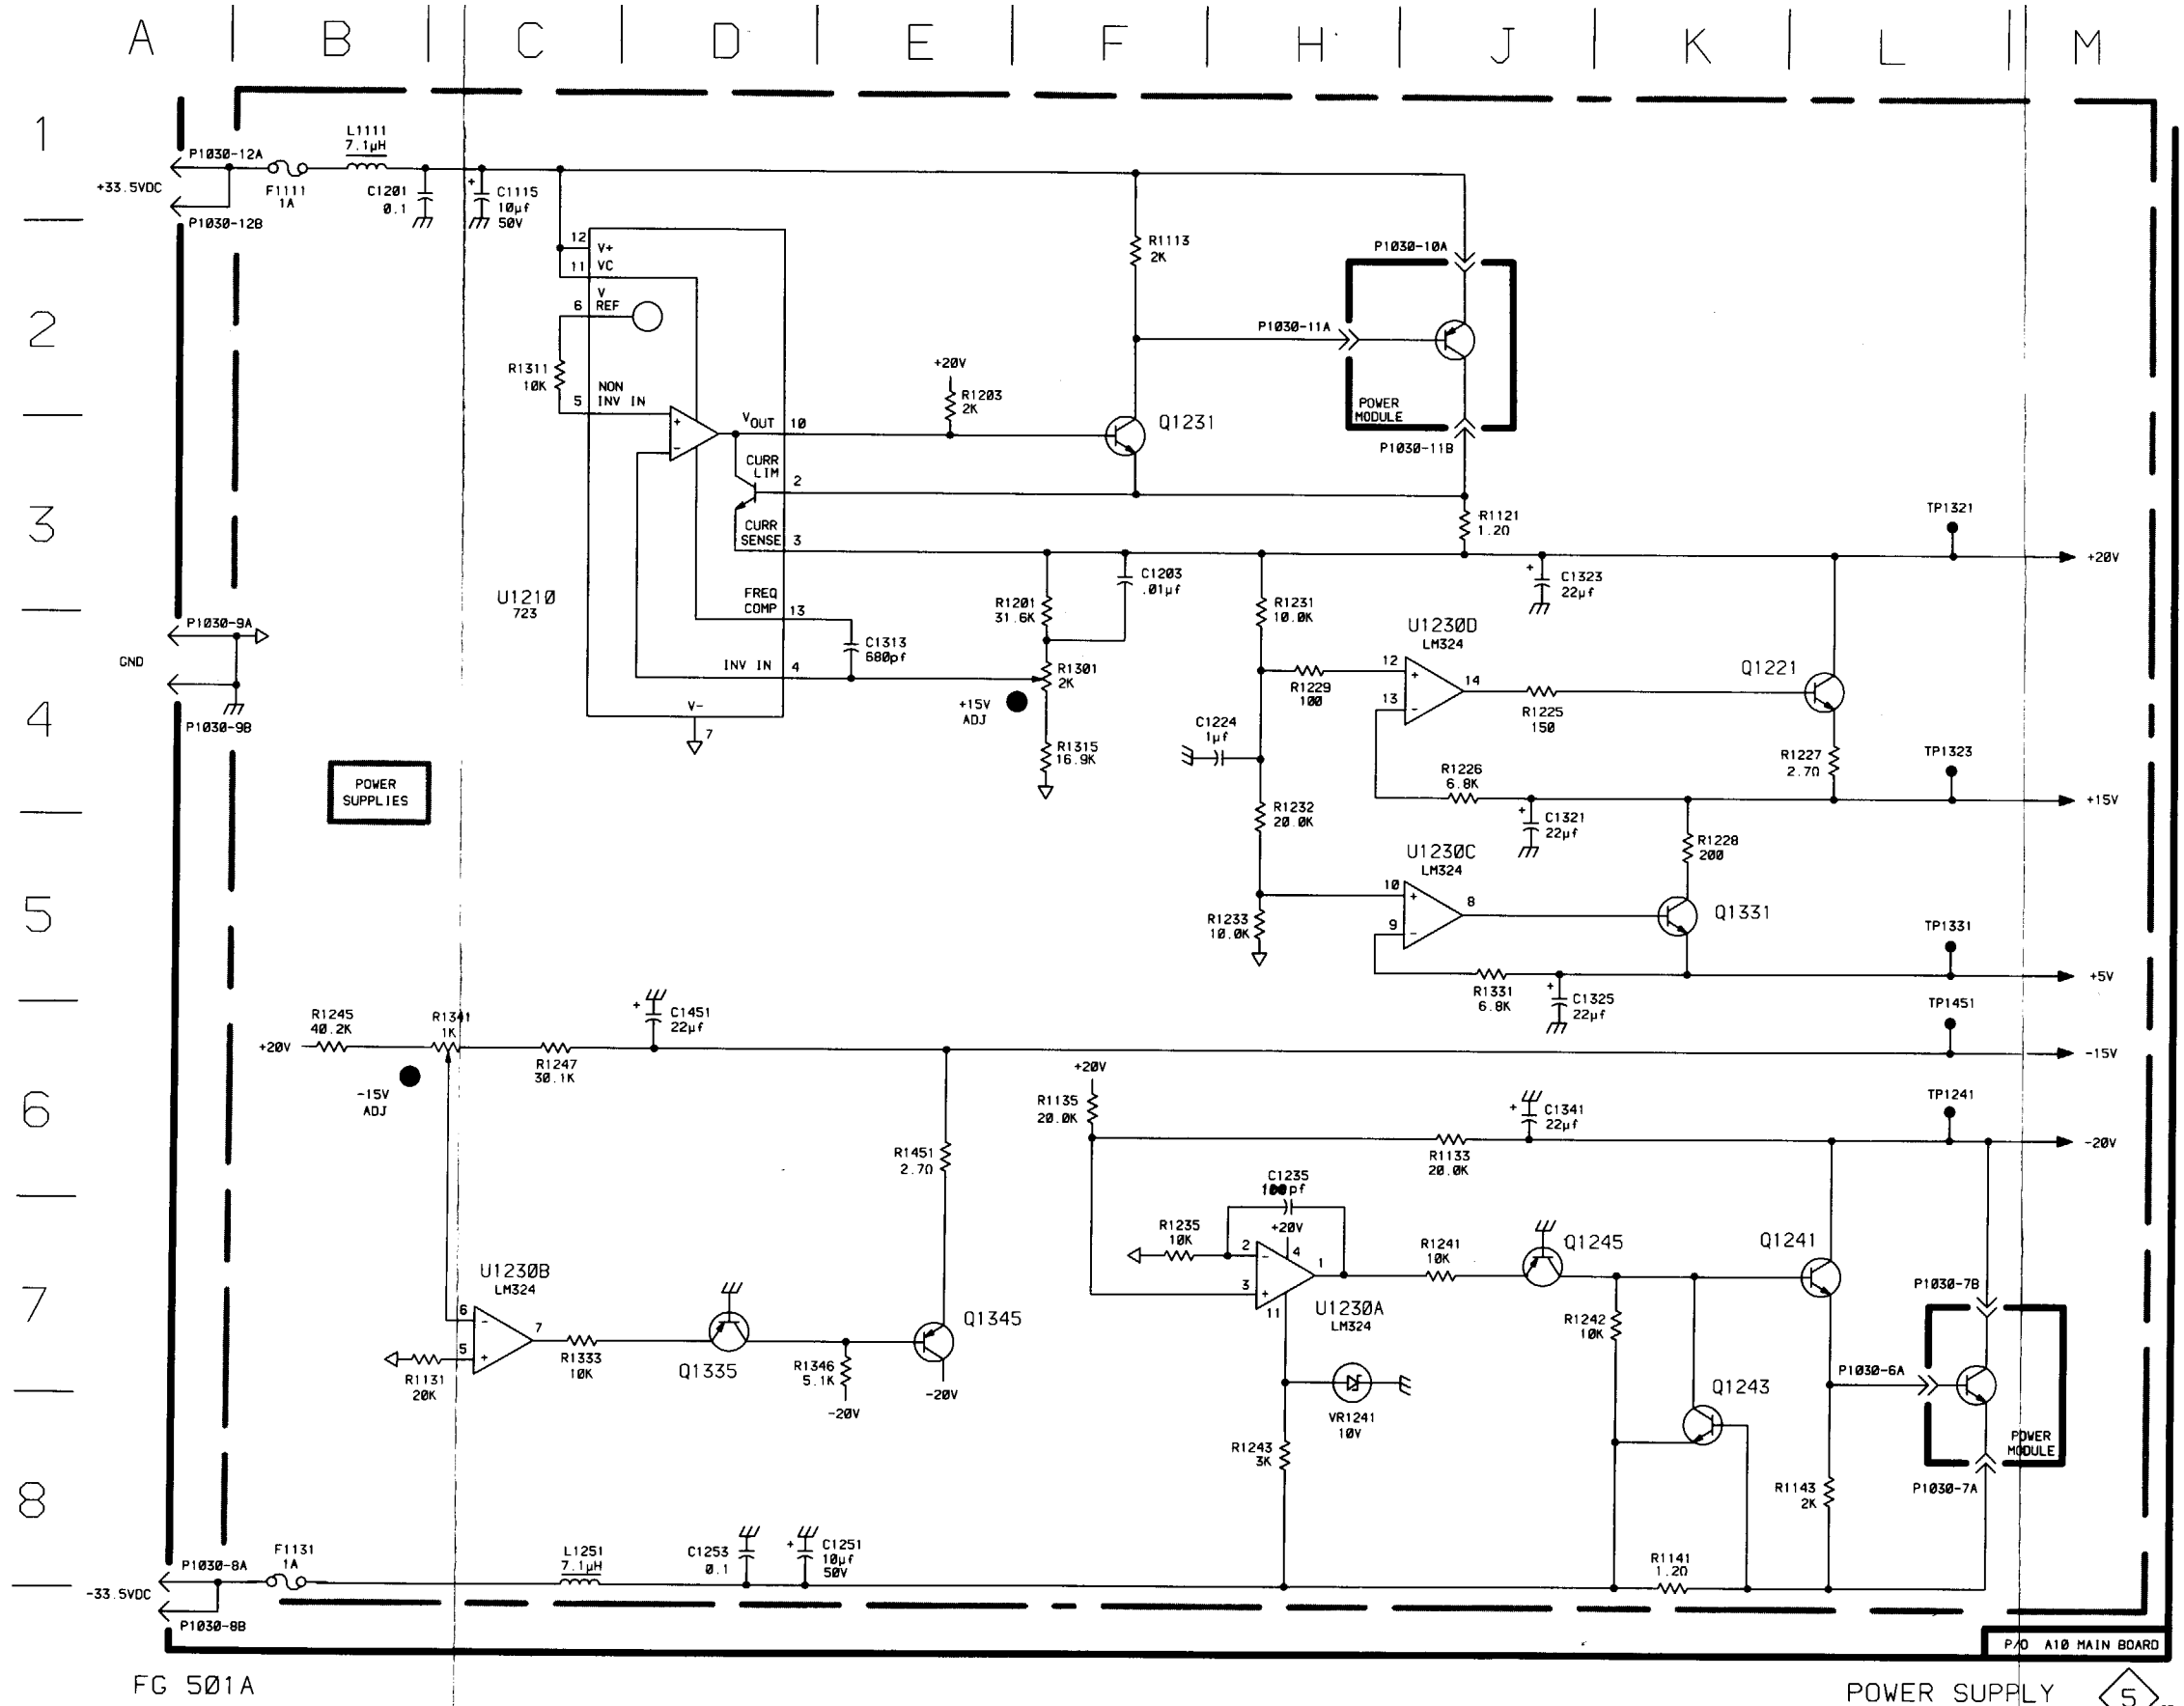 A B C D E F H J K L M
1
2
3
4
5
6
7
8
P1030-12A
+33.5VDC
P1030-12B
F1111
1A
L1111
7.1µH
C1201
0.1
C1115
10µf
50V
12
V+
11
VC
V
REF
6
R1311
10K
NON
INV IN
5
VOUT
10
CURR
LIM
2
CURR
SENSE
3
FREQ
COMP
13
INV IN
4
V-
7
U1210
723
C1313
680pf
+20V
R1203
2K
R1113
2K
Q1231
P1030-10A
P1030-11A
POWER
MODULE
P1030-11B
R1121
1.2Ω
TP1321
+20V
R1201
31.6K
C1203
.01µf
R1301
2K
+15V
ADJ
R1315
16.9K
R1231
10.0K
R1229
100
C1224
1µf
R1232
20.0K
R1233
10.0K
C1323
22µf
U1230D
LM324
12
+
13
-
14
R1225
150
Q1221
R1227
2.7Ω
TP1323
+15V
R1226
6.8K
C1321
22µf
R1228
200
U1230C
LM324
10
+
9
-
8
Q1331
R1331
6.8K
C1325
22µf
TP1331
+5V
P1030-9A
GND
P1030-9B
POWER
SUPPLIES
+20V
R1245
40.2K
R1341
1K
-15V
ADJ
R1247
30.1K
C1451
22µf
TP1451
-15V
R1451
2.7Ω
U1230B
LM324
6
-
5
+
7
R1131
20K
R1333
10K
Q1335
R1346
5.1K
-20V
Q1345
-20V
+20V
R1135
20.0K
R1133
20.0K
C1341
22µf
TP1241
-20V
R1235
10K
C1235
100pf
+20V
2
-
4
3
+
1
11
U1230A
LM324
R1241
10K
Q1245
Q1241
R1242
10K
Q1243
VR1241
10V
R1243
3K
P1030-7B
P1030-6A
POWER
MODULE
P1030-7A
R1143
2K
R1141
1.2Ω
P1030-8A
-33.5VDC
P1030-8B
F1131
1A
L1251
7.1µH
C1253
0.1
C1251
10µf
50V
P/O A10 MAIN BOARD
FG 501A
POWER SUPPLY
5